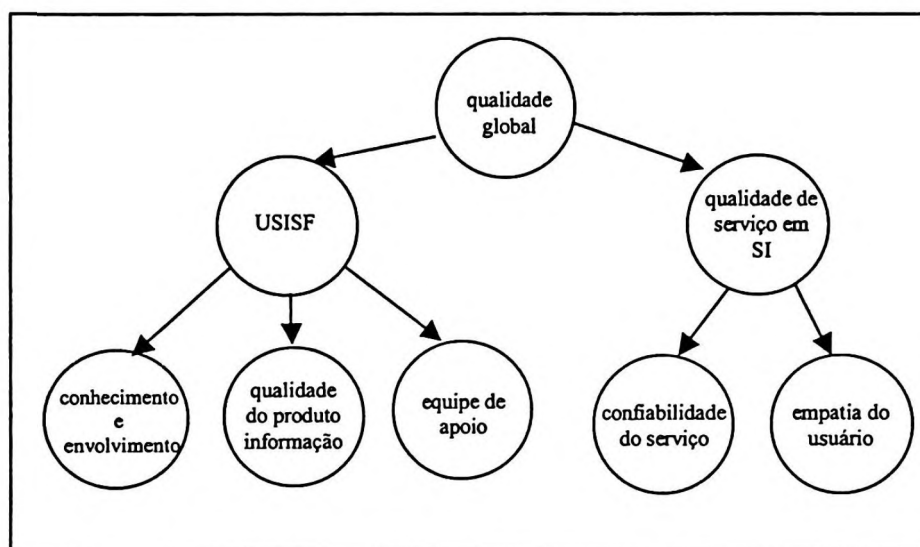 qualidade
global
USISF
qualidade de
serviço em
SI
conhecimento
e
envolvimento
qualidade
do produto
informação
equipe de
apoio
confiabilidade
do serviço
empatia do
usuário